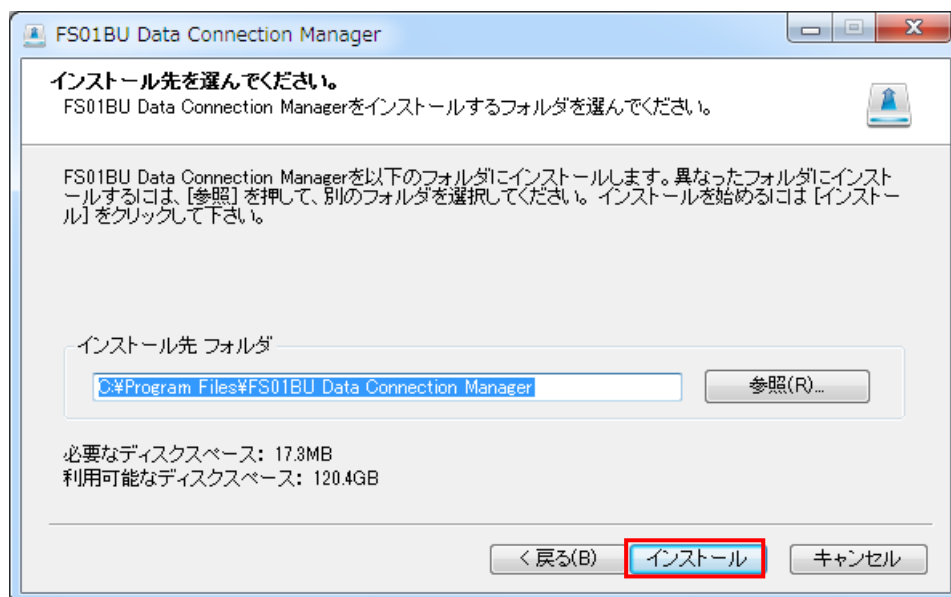 FS01BU Data Connection Manager
インストール先を選んでください。
FS01BU Data Connection Managerをインストールするフォルダを選んでください。
FS01BU Data Connection Managerを以下のフォルダにインストールします。異なったフォルダにインスト
ールするには、[参照] を押して、別のフォルダを選択してください。インストールを始めるには [インストー
ル] をクリックして下さい。
インストール先 フォルダ
C:¥Program Files¥FS01BU Data Connection Manager
参照(R)...
必要なディスクスペース: 17.3MB
利用可能なディスクスペース: 120.4GB
< 戻る(B)
インストール
キャンセル